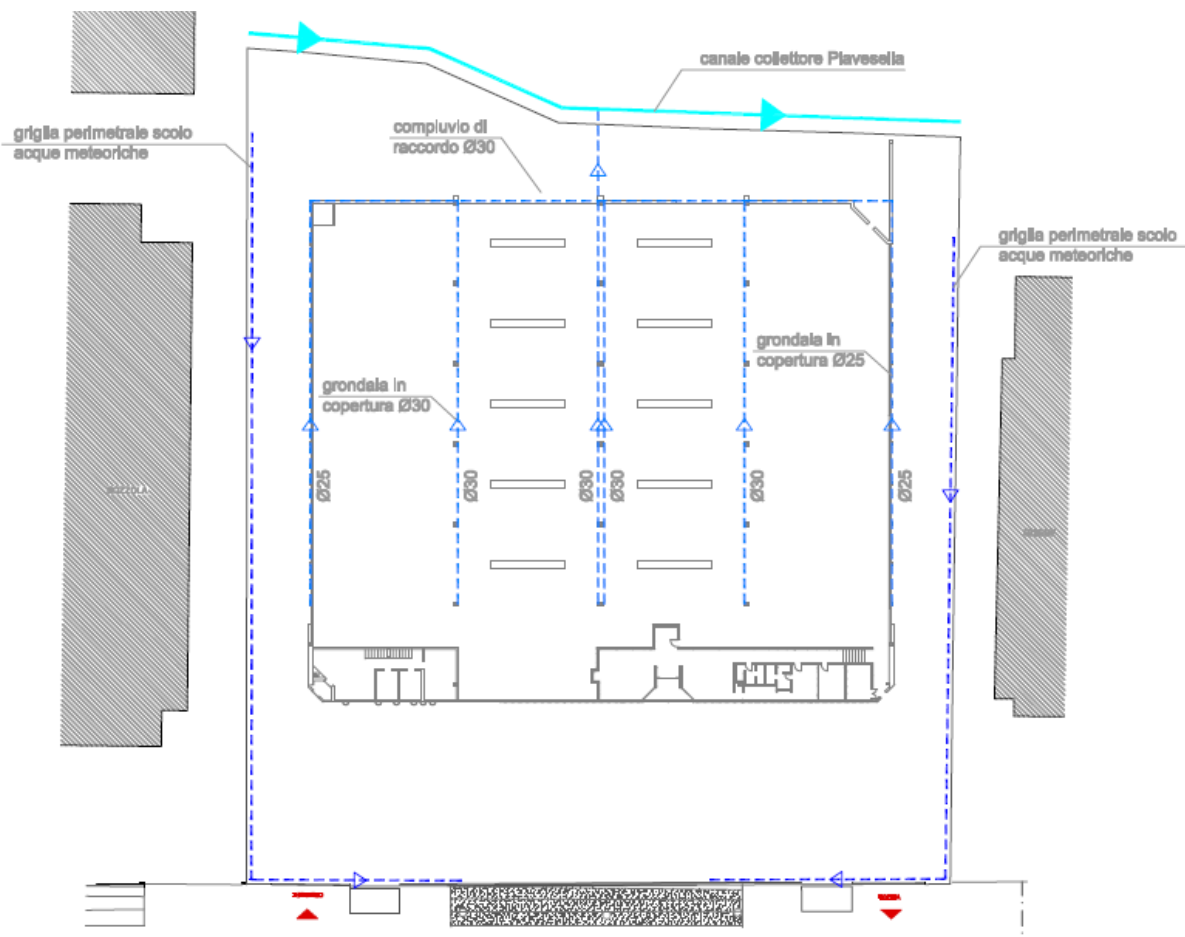 canale collettore Piavesella
griglia perimetrale scolo
acque meteoriche
compluvio di
raccordo Ø30
griglia perimetrale scolo
acque meteoriche
grondaia in
copertura Ø25
grondaia in
copertura Ø30
Ø25
Ø30
Ø30
Ø30
Ø30
Ø25